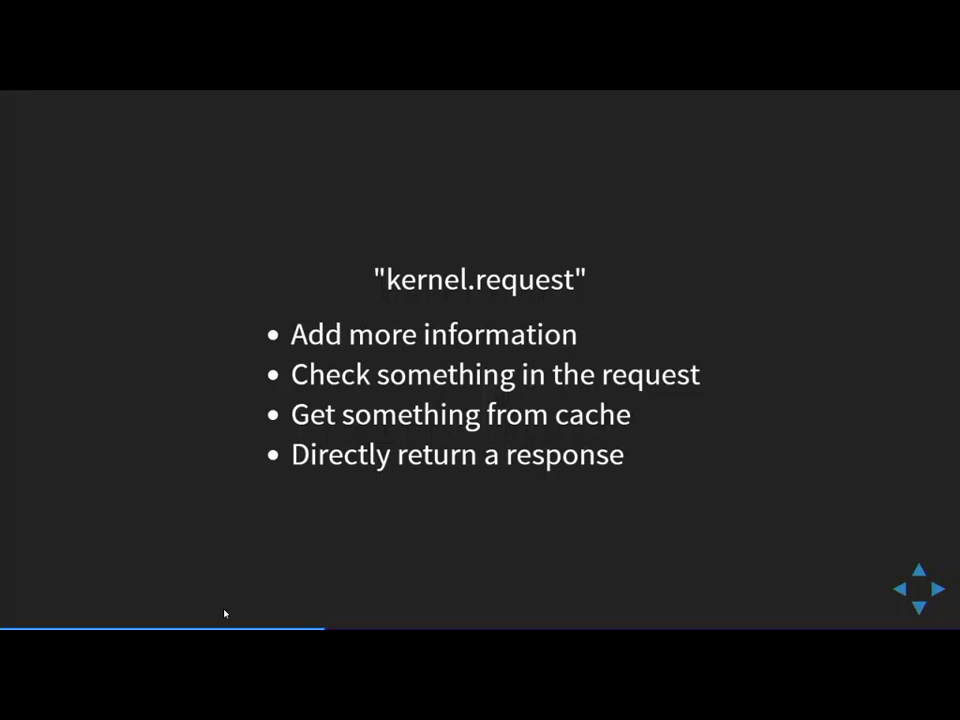 "kernel.request"
• Add more information
• Check something in the request
• Get something from cache
• Directly return a response